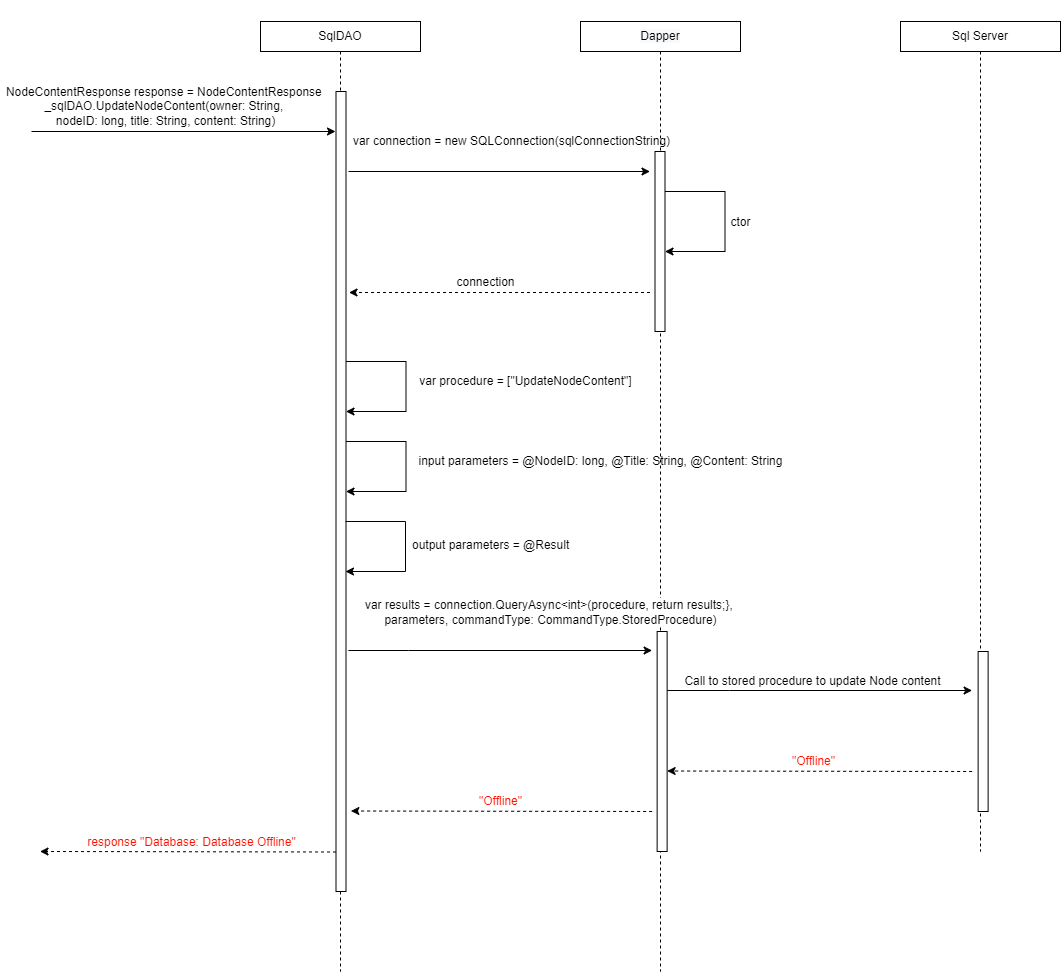 SqlDAO
Dapper
Sql Server
NodeContentResponse response = NodeContentResponse
_sqlDAO.UpdateNodeContent(owner: String,
nodeID: long, title: String, content: String)
var connection = new SQLConnection(sqlConnectionString)
ctor
connection
var procedure = ["UpdateNodeContent"]
input parameters = @NodeID: long, @Title: String, @Content: String
output parameters = @Result
var results = connection.QueryAsync<int>(procedure, return results;},
parameters, commandType: CommandType.StoredProcedure)
Call to stored procedure to update Node content
"Offline"
"Offline"
response "Database: Database Offline"